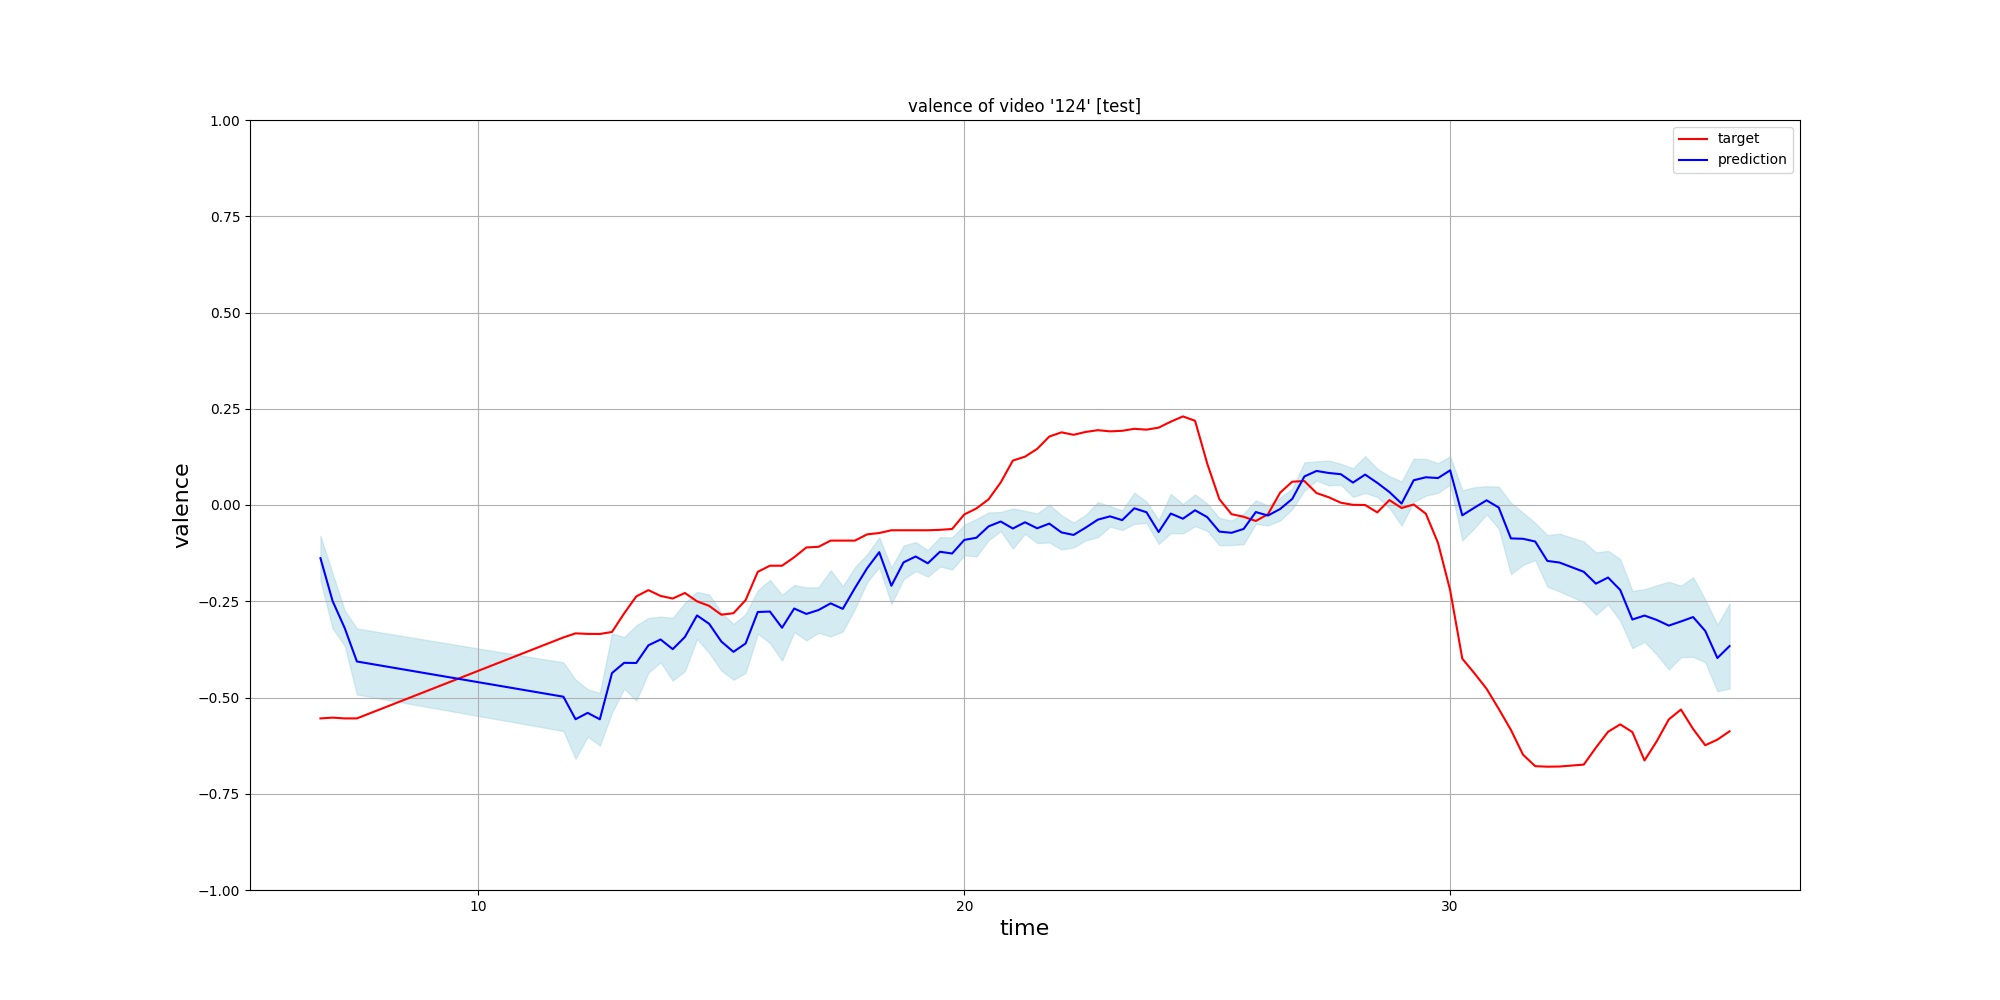 valence of video '124' [test]
target
prediction
1.00
0.75
0.50
0.25
0.00
−0.25
−0.50
−0.75
−1.00
valence
10 20 30
time